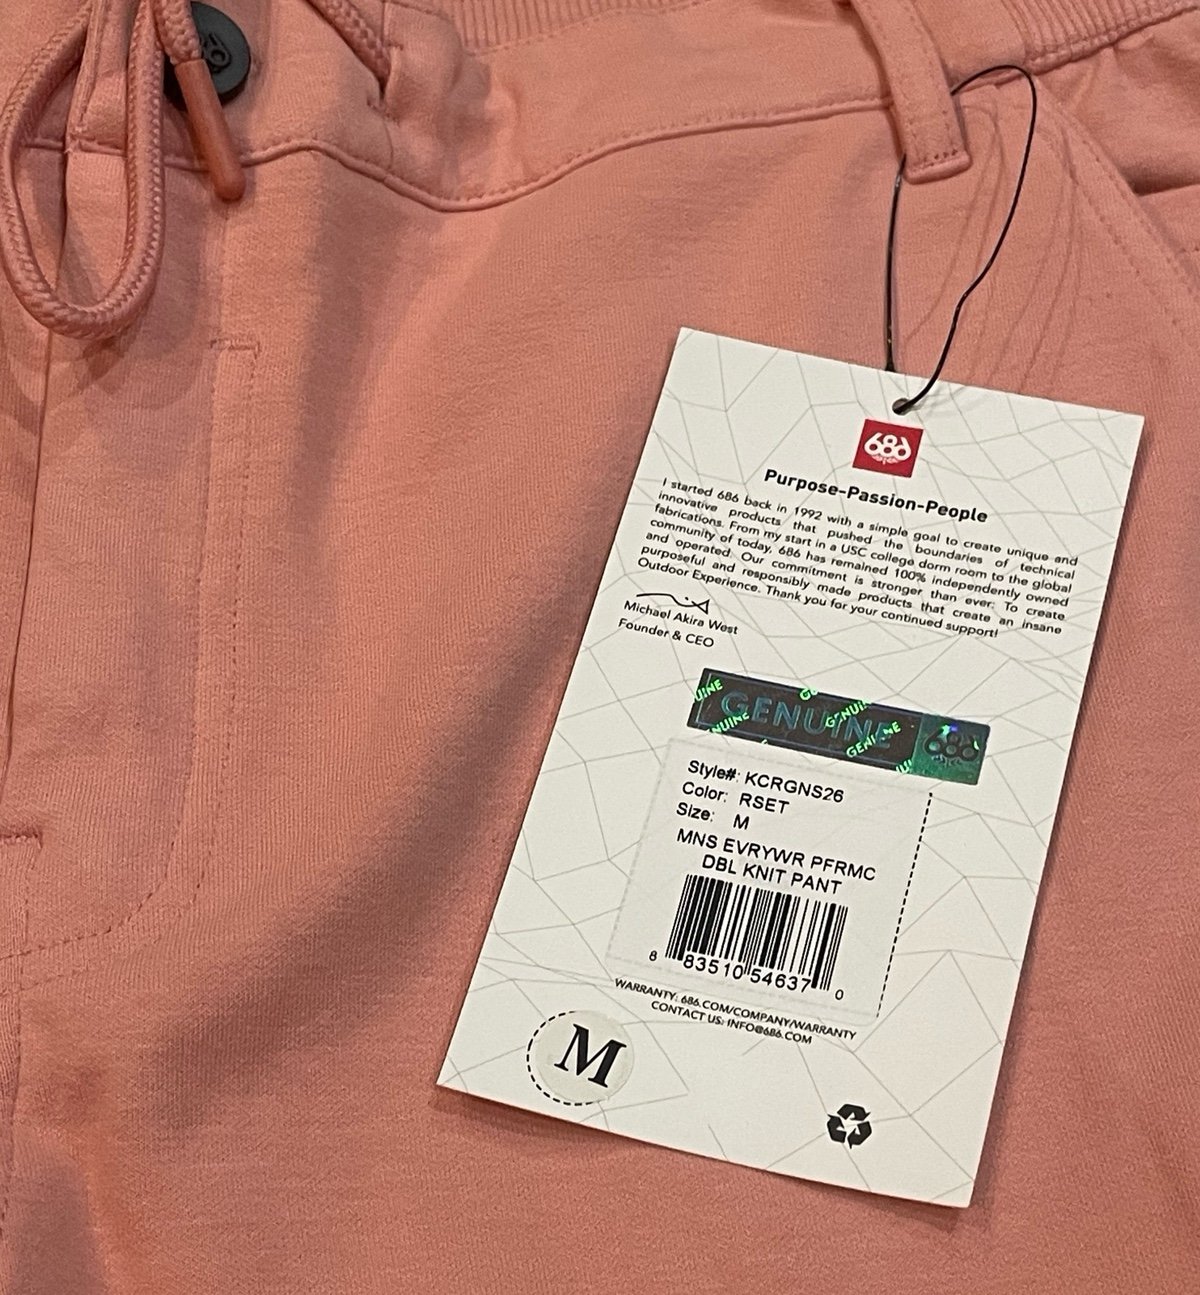 686
Purpose-Passion-People
I started 686 back in 1992 with a simple goal to create unique and
innovative products that pushed the boundaries of technical
fabrications. From my start in a USC college dorm room to the global
community of today, 686 has remained 100% independently owned
and operated. Our commitment is stronger than ever: To create
purposeful and responsibly made products that create an insane
Outdoor Experience. Thank you for your continued support!
Michael Akira West
Founder & CEO
GENUINE 686
Style#: KCRGNS26
Color: RSET
Size: M
MNS EVRYWR PFRMC
DBL KNIT PANT
8 83510 54637 0
WARRANTY: 686.COM/COMPANY/WARRANTY
CONTACT US: INFO@686.COM
M